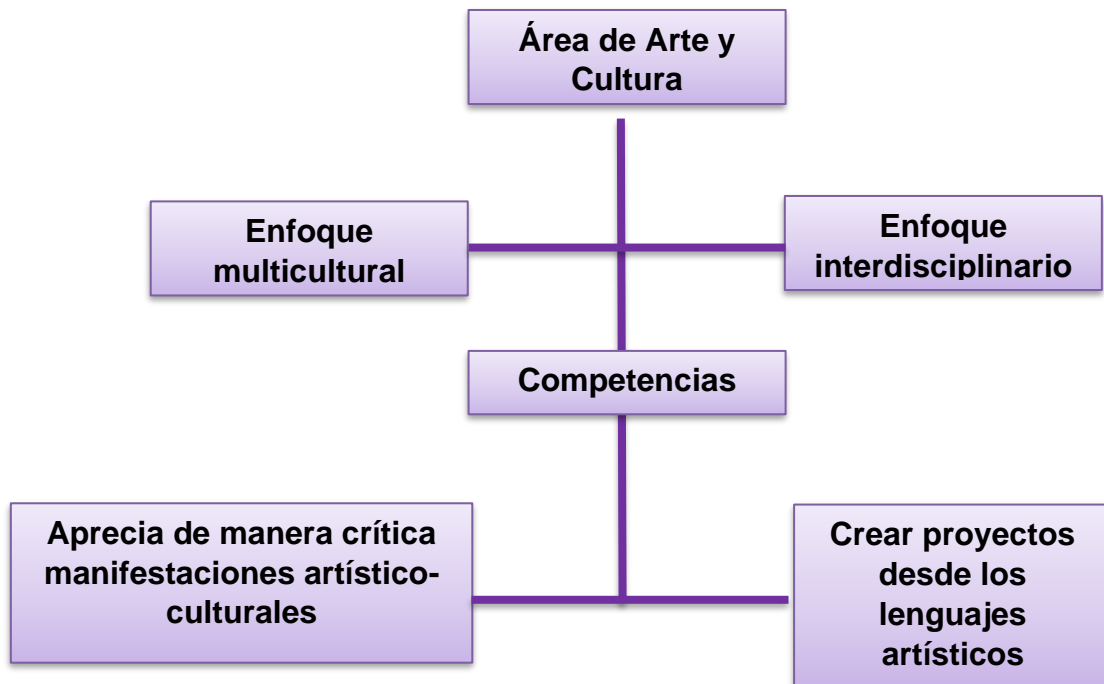 Área de Arte y
Cultura
Enfoque
multicultural
Enfoque
interdisciplinario
Competencias
Aprecia de manera crítica
manifestaciones artístico-
culturales
Crear proyectos
desde los
lenguajes
artísticos